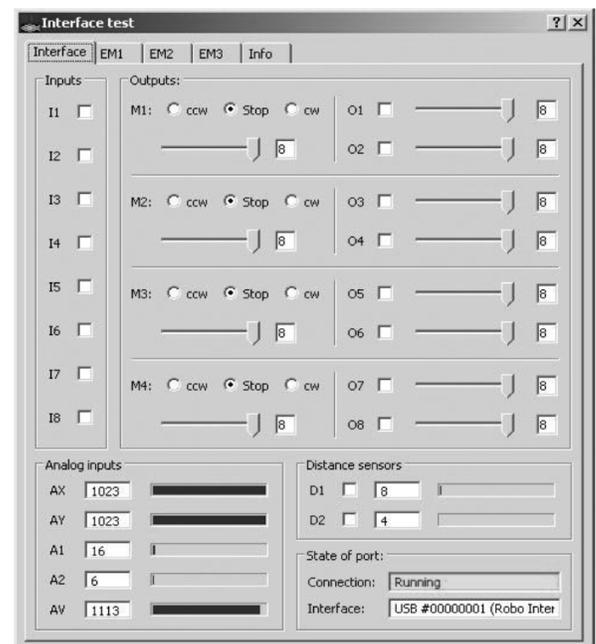 Interface test
Interface EM1 EM2 EM3 Info
Inputs
I1
I2
I3
I4
I5
I6
I7
I8
Outputs:
M1: ccw Stop cw
8
O1 8
O2 8
M2: ccw Stop cw
8
O3 8
O4 8
M3: ccw Stop cw
8
O5 8
O6 8
M4: ccw Stop cw
8
O7 8
O8 8
Analog inputs
AX 1023
AY 1023
A1 16
A2 6
AV 1113
Distance sensors
D1 8
D2 4
State of port:
Connection: Running
Interface: USB #00000001 (Robo Inter